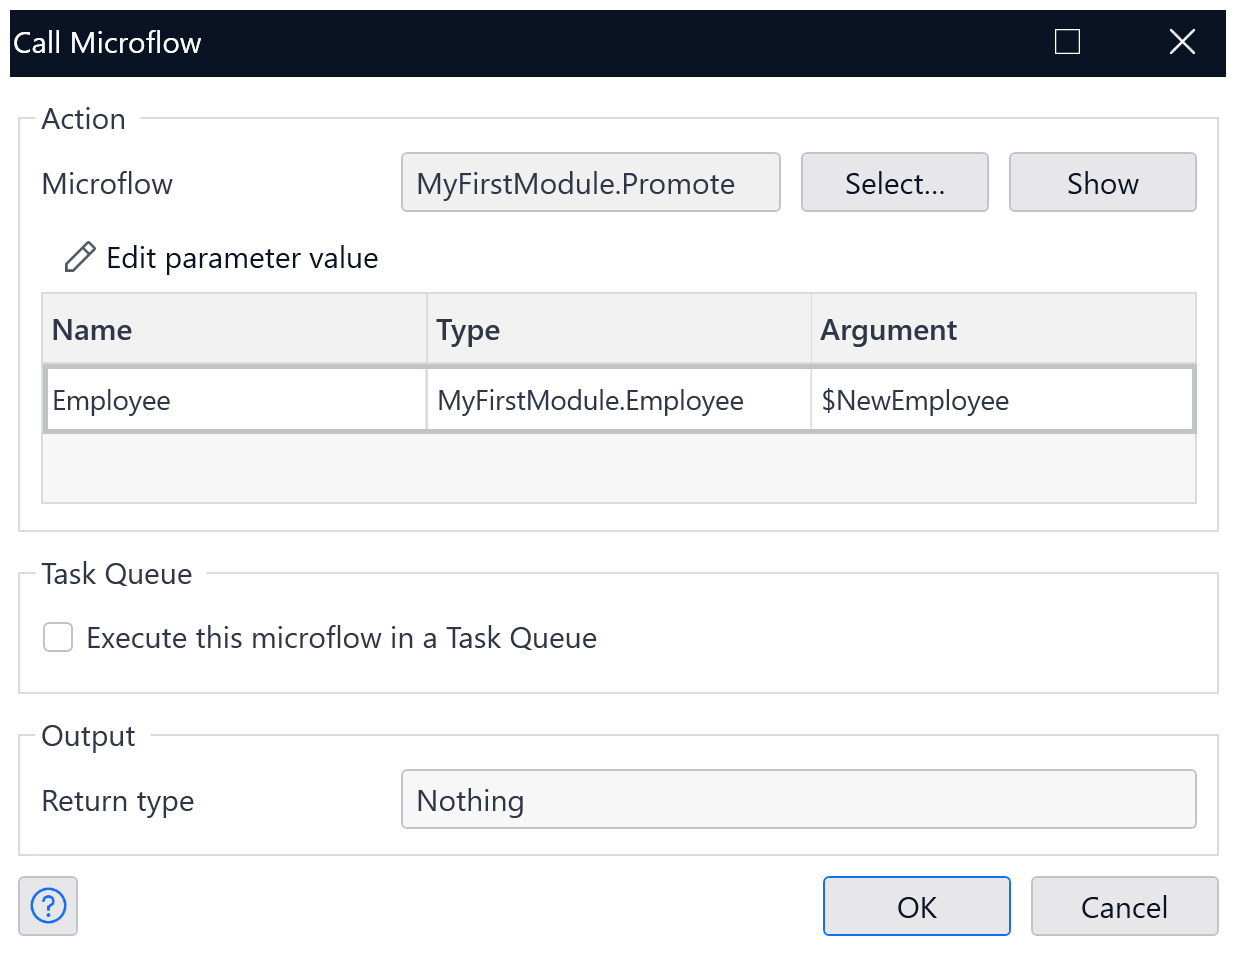 Call Microflow
Action
Microflow MyFirstModule.Promote Select... Show
Edit parameter value
Name Type Argument
Employee MyFirstModule.Employee $NewEmployee
Task Queue
Execute this microflow in a Task Queue
Output
Return type Nothing
? OK Cancel